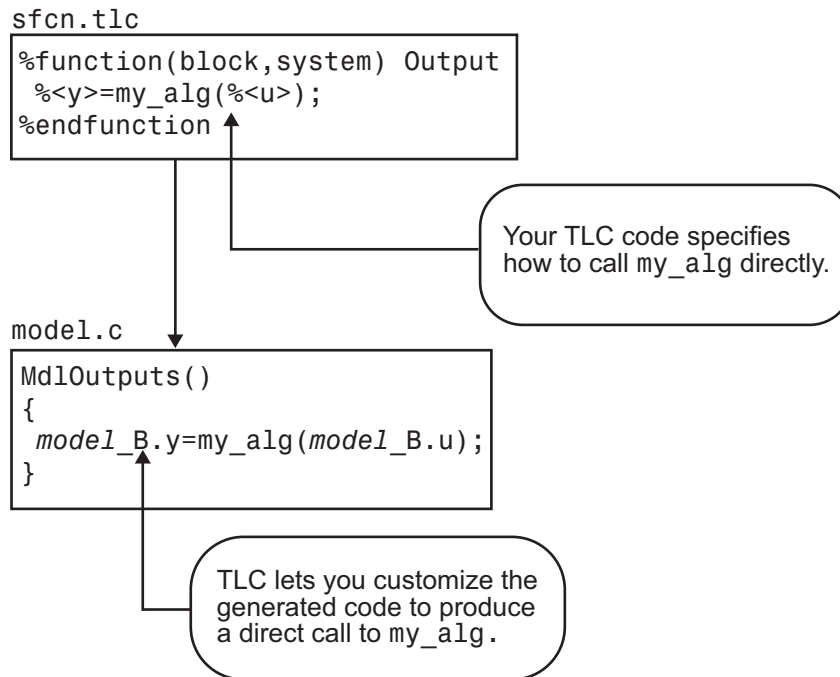 sfcn.tlc
%function(block,system) Output
%<y>=my_alg(%<u>);
%endfunction
Your TLC code specifies
how to call my_alg directly.
model.c
MdlOutputs()
{
model_B.y=my_alg(model_B.u);
}
TLC lets you customize the
generated code to produce
a direct call to my_alg.